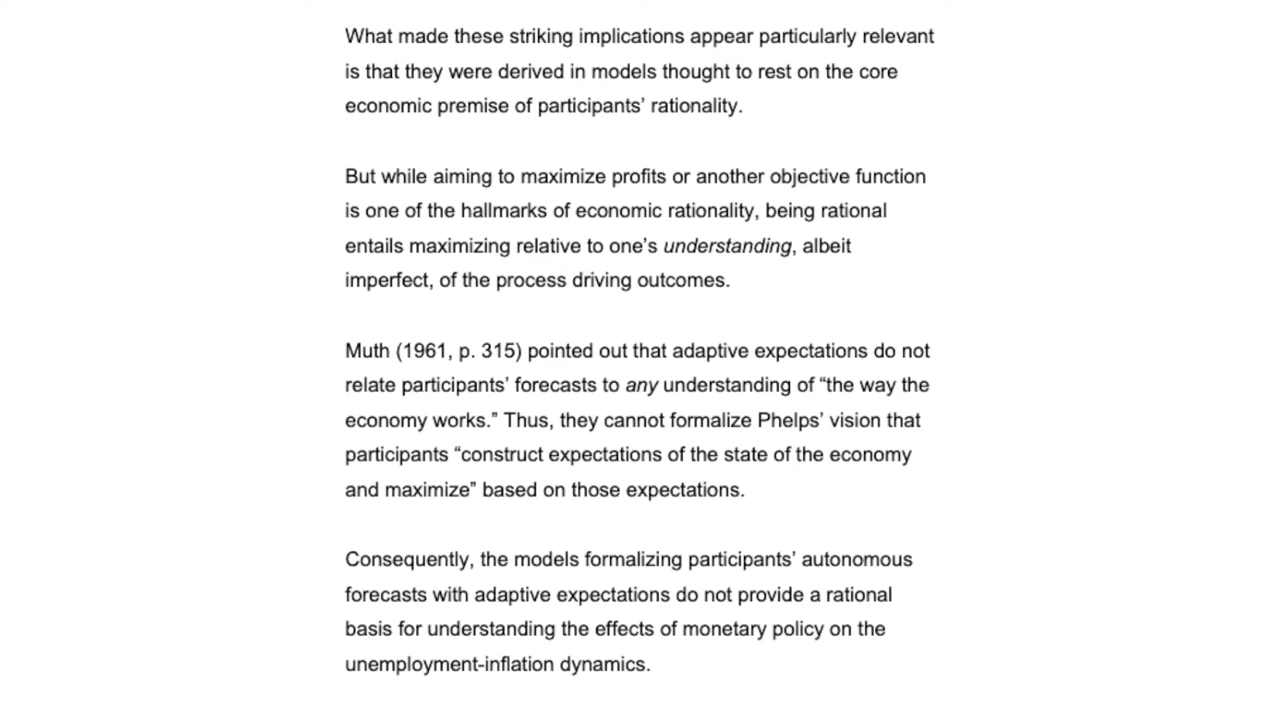 What made these striking implications appear particularly relevant
is that they were derived in models thought to rest on the core
economic premise of participants’ rationality.
But while aiming to maximize profits or another objective function
is one of the hallmarks of economic rationality, being rational
entails maximizing relative to one’s understanding, albeit
imperfect, of the process driving outcomes.
Muth (1961, p. 315) pointed out that adaptive expectations do not
relate participants’ forecasts to any understanding of “the way the
economy works.” Thus, they cannot formalize Phelps’ vision that
participants “construct expectations of the state of the economy
and maximize” based on those expectations.
Consequently, the models formalizing participants’ autonomous
forecasts with adaptive expectations do not provide a rational
basis for understanding the effects of monetary policy on the
unemployment-inflation dynamics.